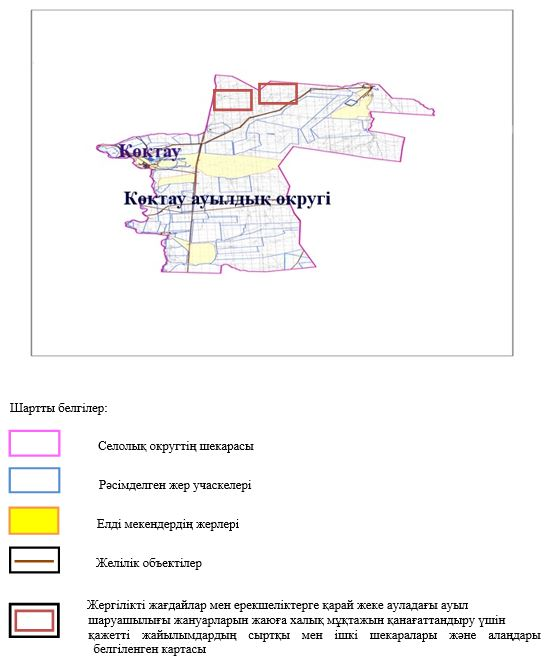 Көктау
Көктау ауылдық округі
Шартты белгілер:
Селолық округтің шекарасы
Рәсімделген жер учаскелері
Елді мекендердің жерлері
Желілік объектілер
Жергілікті жағдайлар мен ерекшеліктерге қарай жеке ауладағы ауыл
шаруашылығы жануарларын жаюға халық мұқтажын қанағаттандыру үшін
қажетті жайылымдардың сыртқы мен ішкі шекаралары және алаңдары
белгіленген картасы